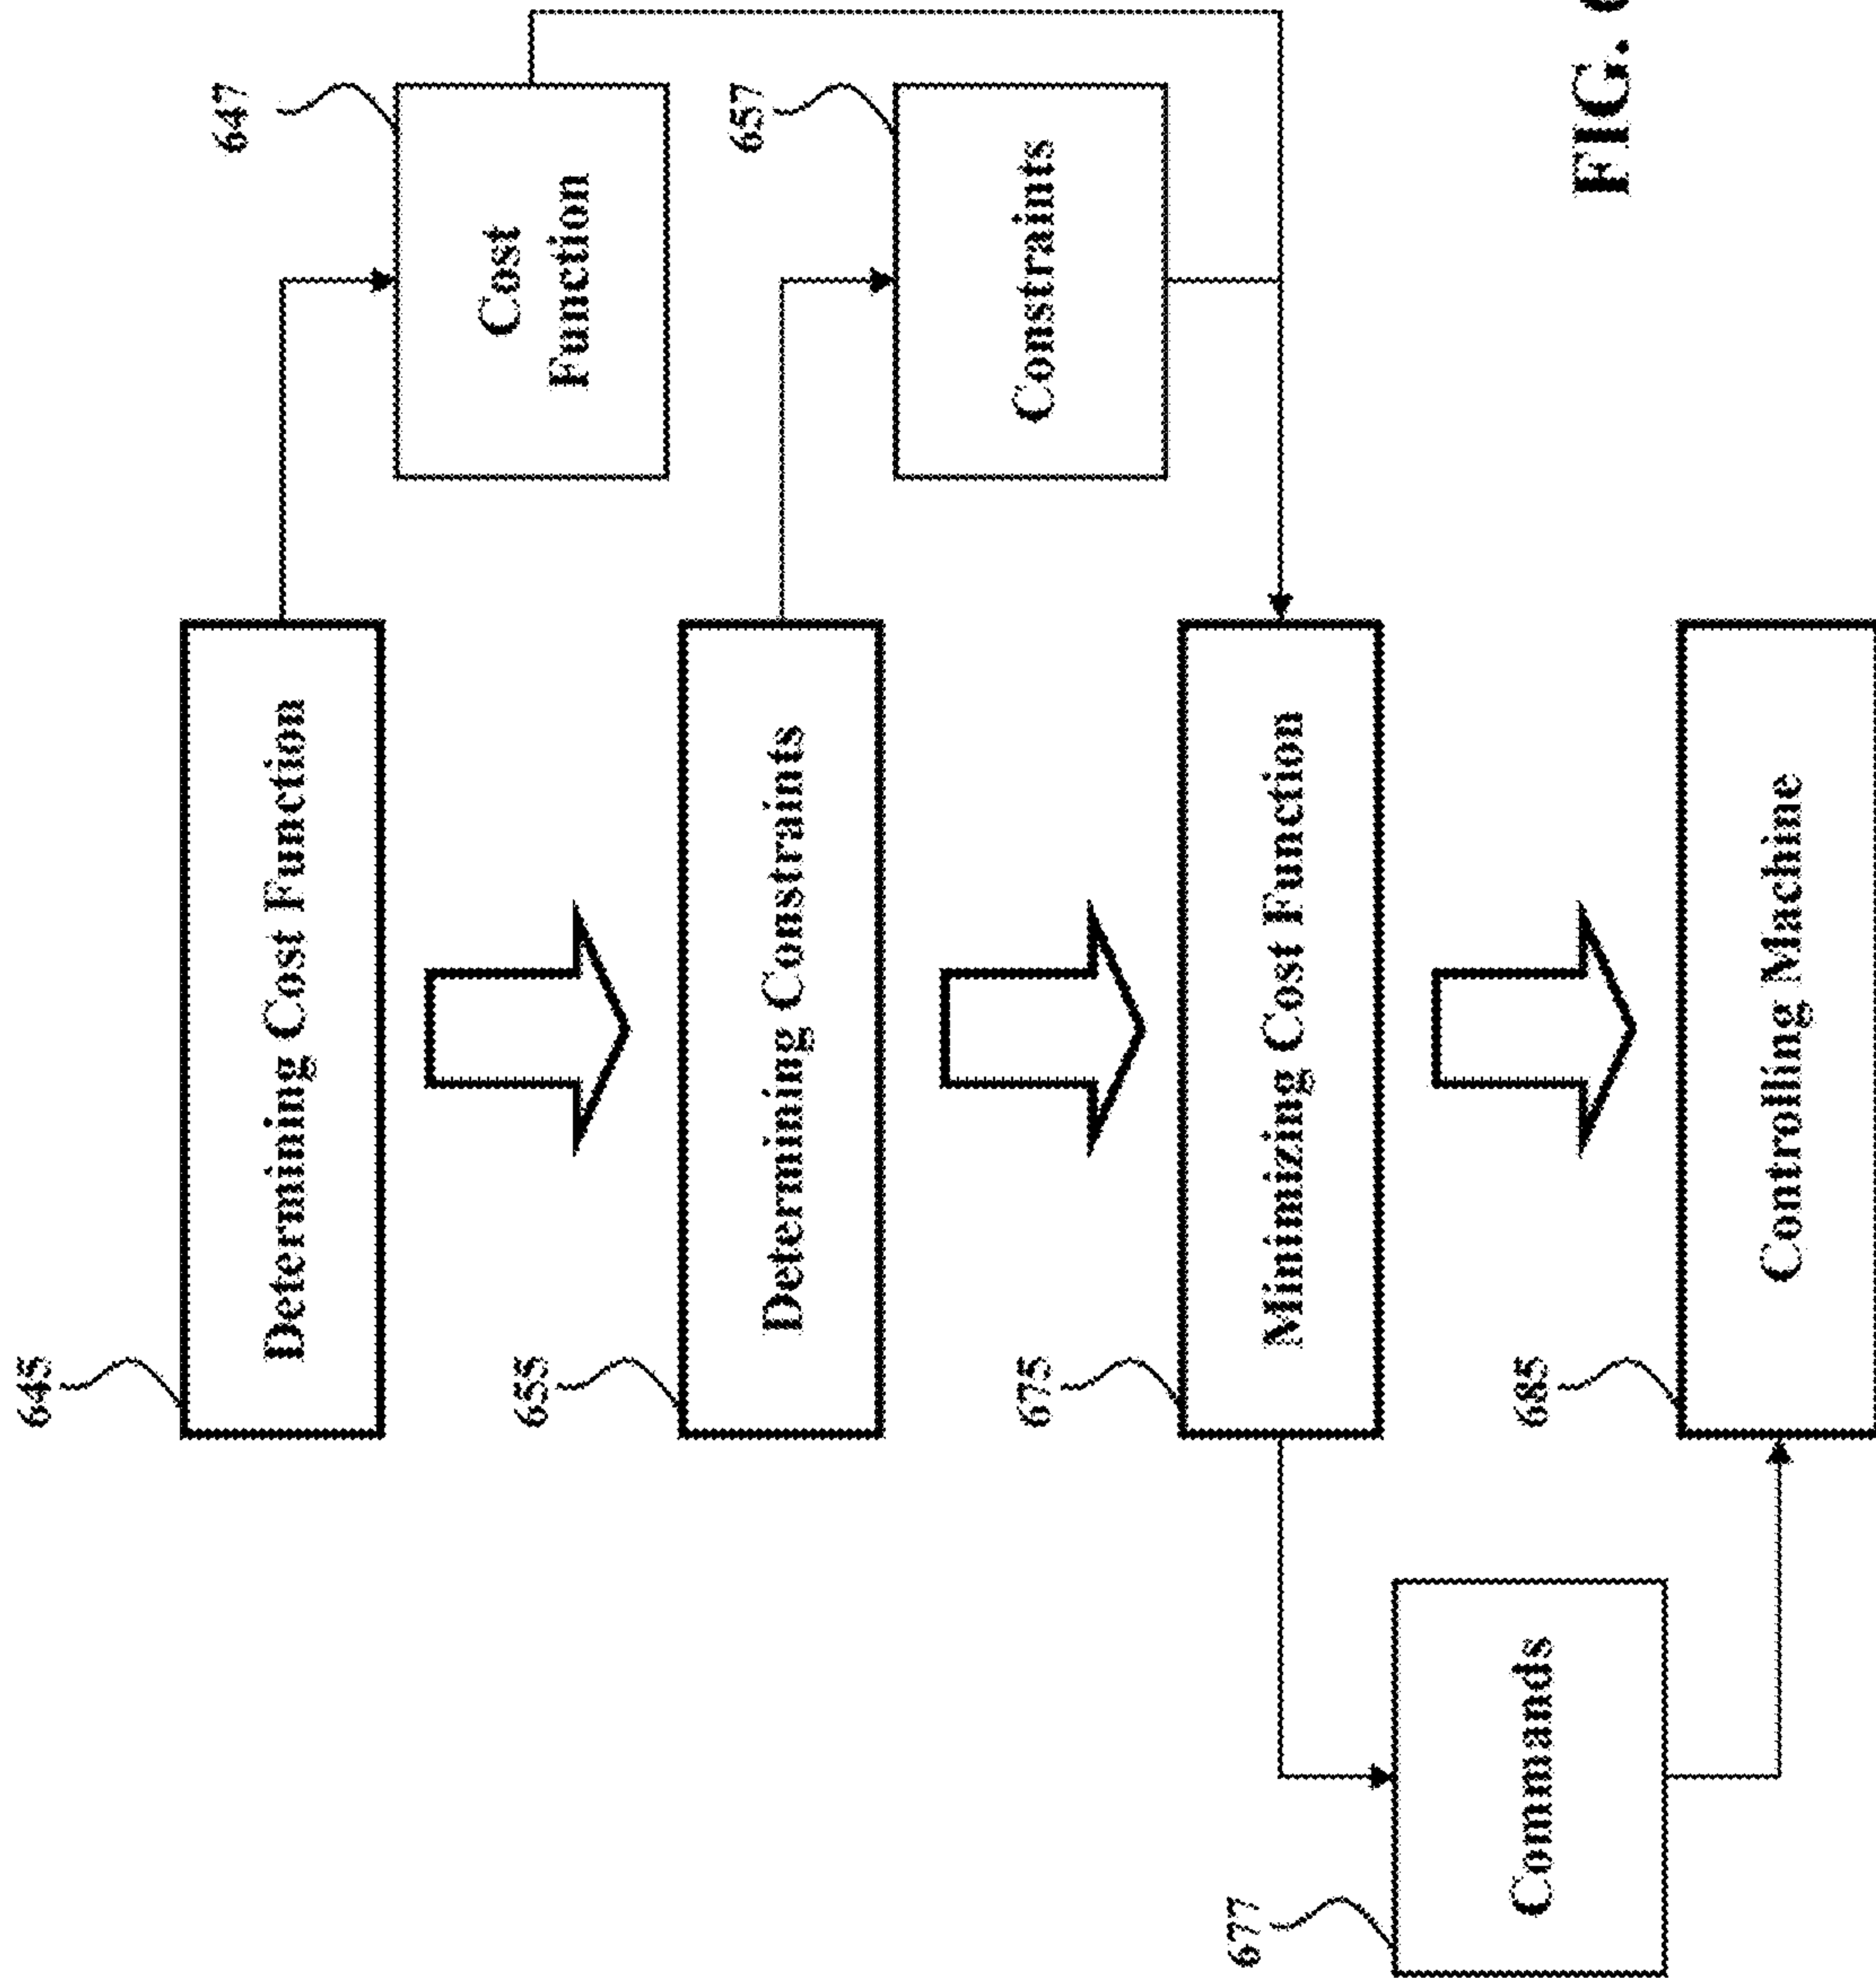 645
Determining Cost Function
647
Cost
Function
655
Determining Constraints
657
Constraints
675
Minimizing Cost Function
677
Commands
685
Controlling Machine
FIG.